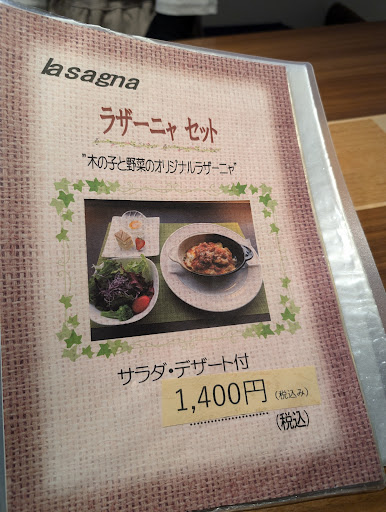 lasagna
ラザーニャ セット
"木の子と野菜のオリジナルラザーニャ"
サラダ・デザート付
1,400円(税込み)
(税込)